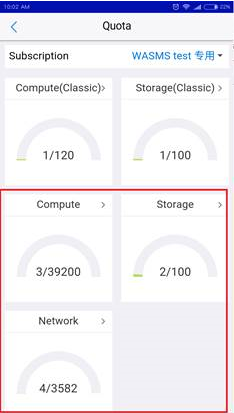 10:02 AM 22%
Quota
Subscription WASMS test 专用
Compute(Classic) Storage(Classic)
1/120 1/100
Compute Storage
3/39200 2/100
Network
4/3582